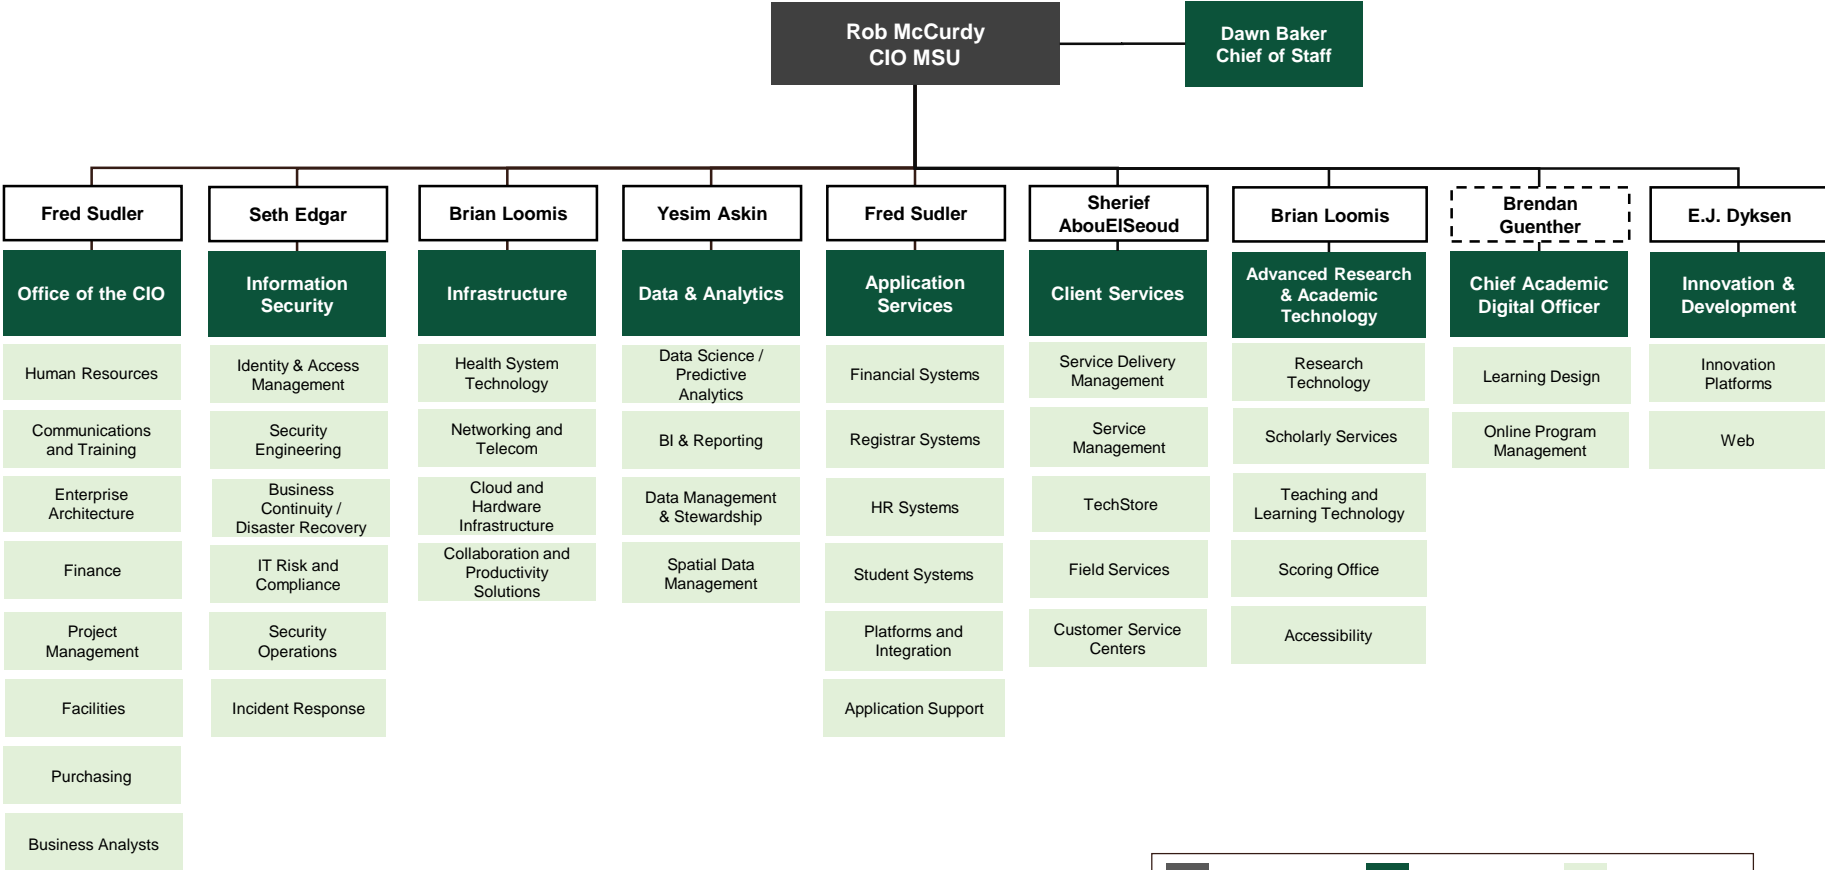 Rob McCurdy
CIO MSU
Dawn Baker
Chief of Staff
Fred Sudler
Office of the CIO
Human Resources
Communications
and Training
Enterprise
Architecture
Finance
Project
Management
Facilities
Purchasing
Business Analysts
Seth Edgar
Information
Security
Identity & Access
Management
Security
Engineering
Business
Continuity /
Disaster Recovery
IT Risk and
Compliance
Security
Operations
Incident Response
Brian Loomis
Infrastructure
Health System
Technology
Networking and
Telecom
Cloud and
Hardware
Infrastructure
Collaboration and
Productivity
Solutions
Yesim Askin
Data & Analytics
Data Science /
Predictive
Analytics
BI & Reporting
Data Management
& Stewardship
Spatial Data
Management
Fred Sudler
Application
Services
Financial Systems
Registrar Systems
HR Systems
Student Systems
Platforms and
Integration
Application Support
Sherief
AbouElSeoud
Client Services
Service Delivery
Management
Service
Management
TechStore
Field Services
Customer Service
Centers
Brian Loomis
Advanced Research
& Academic
Technology
Research
Technology
Scholarly Services
Teaching and
Learning Technology
Scoring Office
Accessibility
Brendan
Guenther
Chief Academic
Digital Officer
Learning Design
Online Program
Management
E.J. Dyksen
Innovation &
Development
Innovation
Platforms
Web